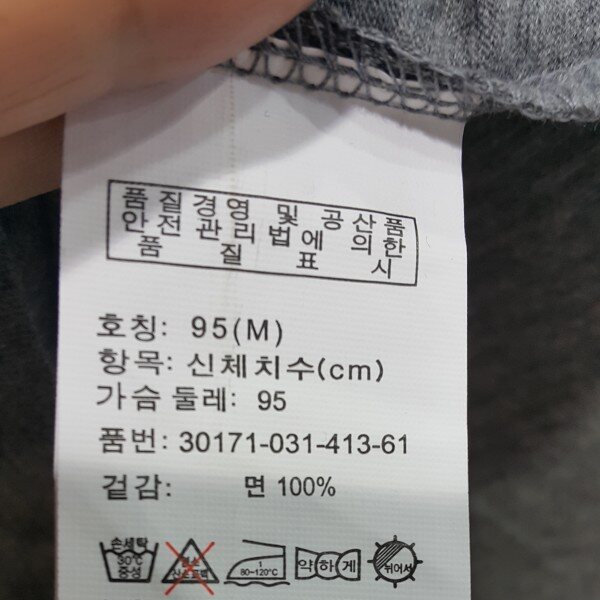 품질경영 및 공산품
안전관리법에 의한
품 질 표 시
호칭: 95(M)
항목: 신체치수(cm)
가슴둘레: 95
품번: 30171-031-413-61
겉감: 면 100%
손세탁
30℃
중성
1
80~120℃
약하게
뉘어서